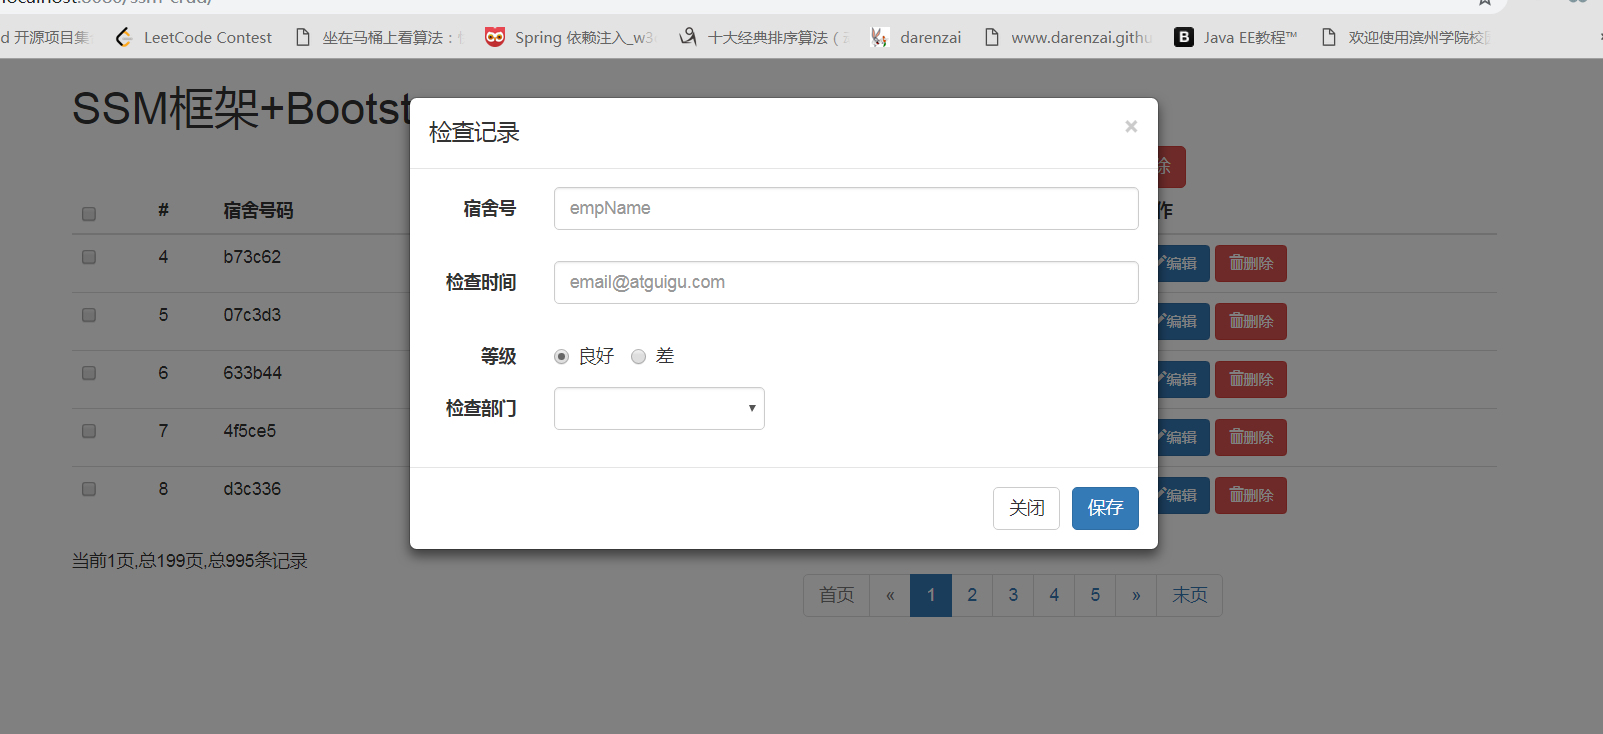 localhost:8080/ssm-crud/
d 开源项目集 LeetCode Contest 坐在马桶上看算法： Spring 依赖注入_w3 十大经典排序算法（ darenzai www.darenzai.githu B Java EE教程™ 欢迎使用滨州学院校
SSM框架+Bootst
检查记录 ×
除
# 宿舍号码 作
宿舍号 empName
4 b73c62 编辑 删除
检查时间 email@atguigu.com
5 07c3d3 编辑 删除
等级 良好 差
6 633b44 编辑 删除
检查部门
7 4f5ce5 编辑 删除
8 d3c336 编辑 删除
关闭 保存
当前1页,总199页,总995条记录
首页 « 1 2 3 4 5 » 末页